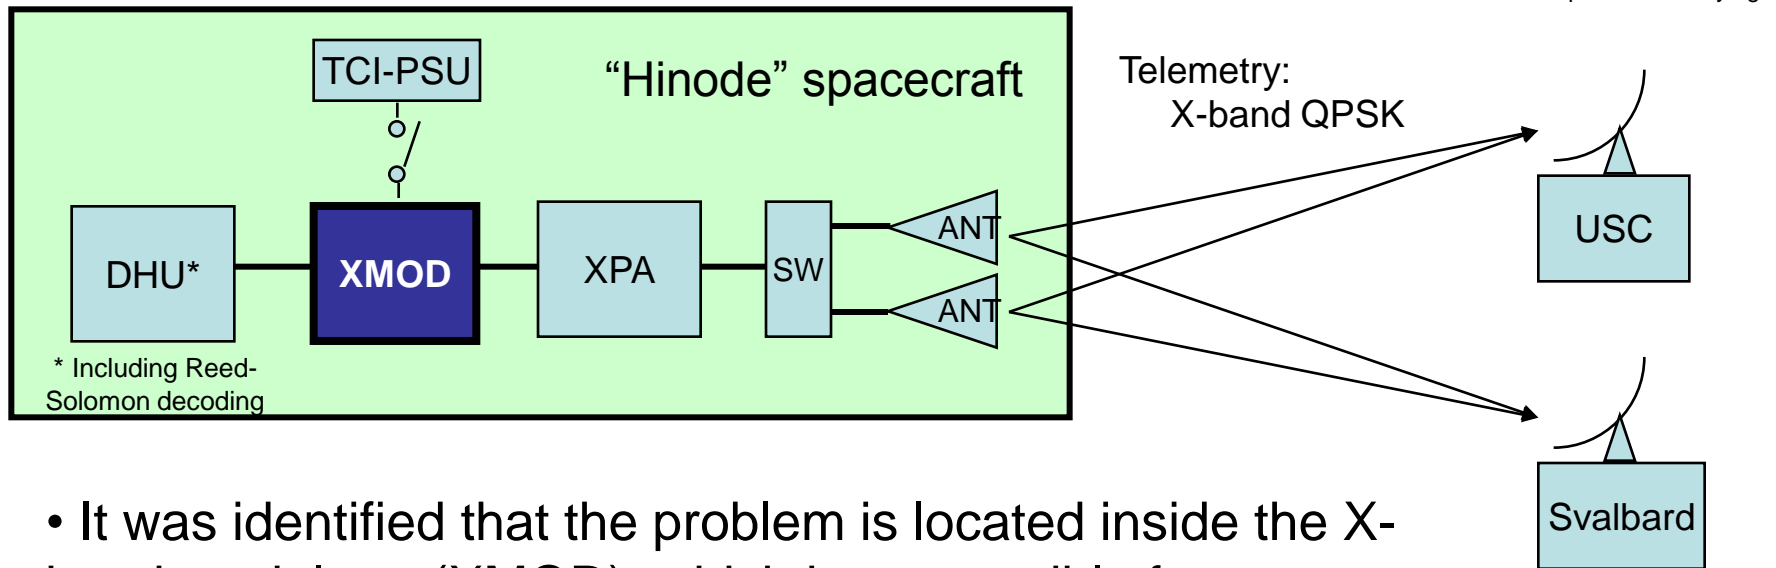 TCI-PSU
“Hinode” spacecraft
Telemetry:
X-band QPSK
DHU*
XMOD
XPA
SW
ANT
ANT
USC
* Including Reed-
Solomon decoding
Svalbard
• It was identified that the problem is located inside the X-
(XMOD)